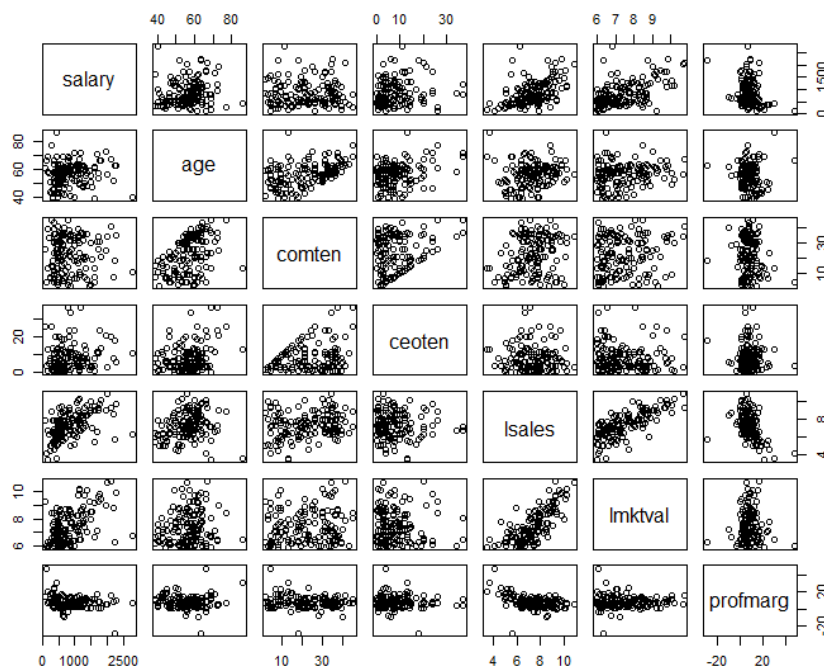 40 60 80 0 10 30 6 7 8 9
salary 0 1500
40 60 80 age
comten 10 30
0 20 ceoten
lsales 4 8
6 8 10 lmktval
profmarg -20 20
0 1000 2500 10 30 4 6 8 10 -20 20